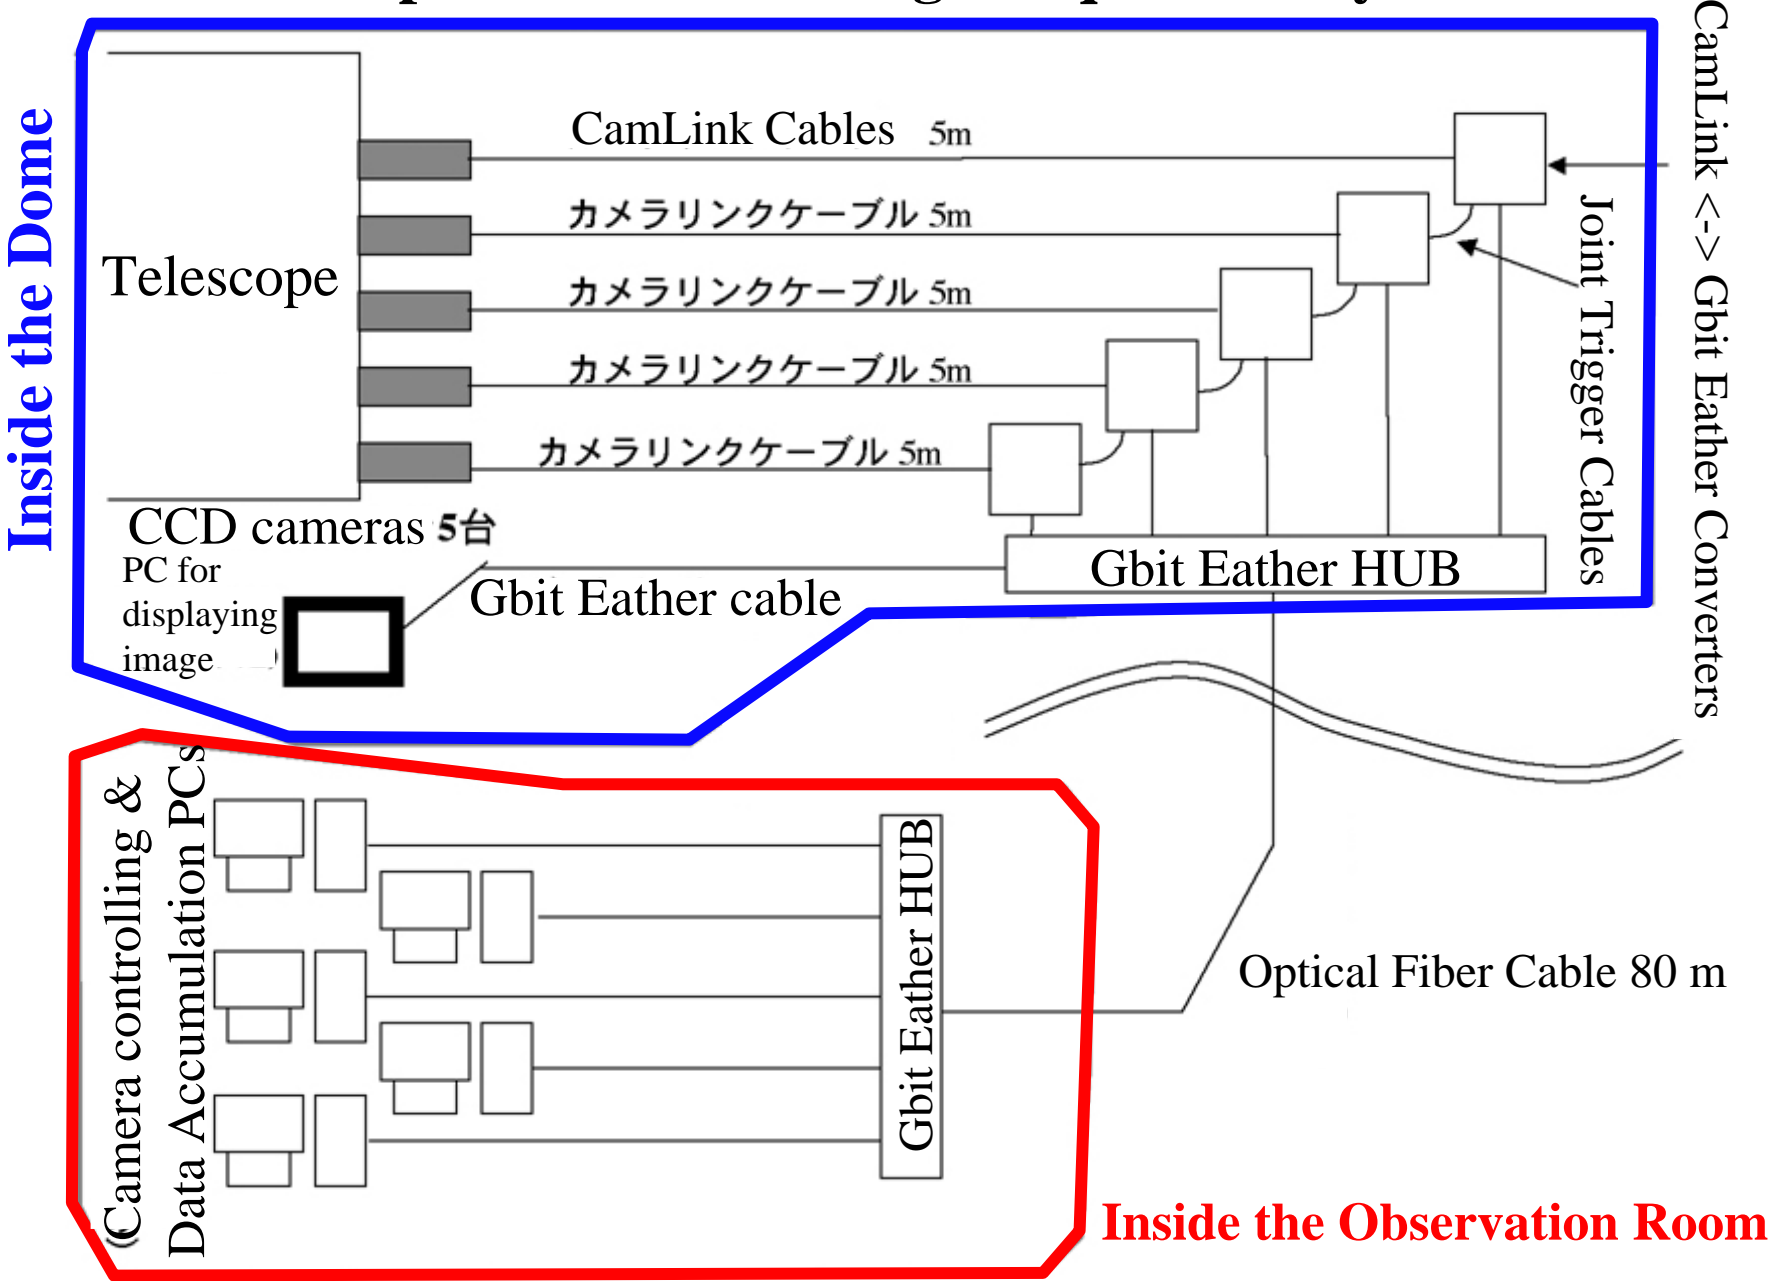 CamLink Cables 5m
カメラリンクケーブル 5m
カメラリンクケーブル 5m
カメラリンクケーブル 5m
カメラリンクケーブル 5m
Telescope
Inside the Dome
CamLink <-> Gbit Eather Converters
Joint Trigger Cables
CCD cameras 5台
PC for
displaying
image
Gbit Eather cable
Gbit Eather HUB
(Camera controlling &
Data Accumulation PCs
Gbit Eather HUB
Optical Fiber Cable 80 m
Inside the Observation Room